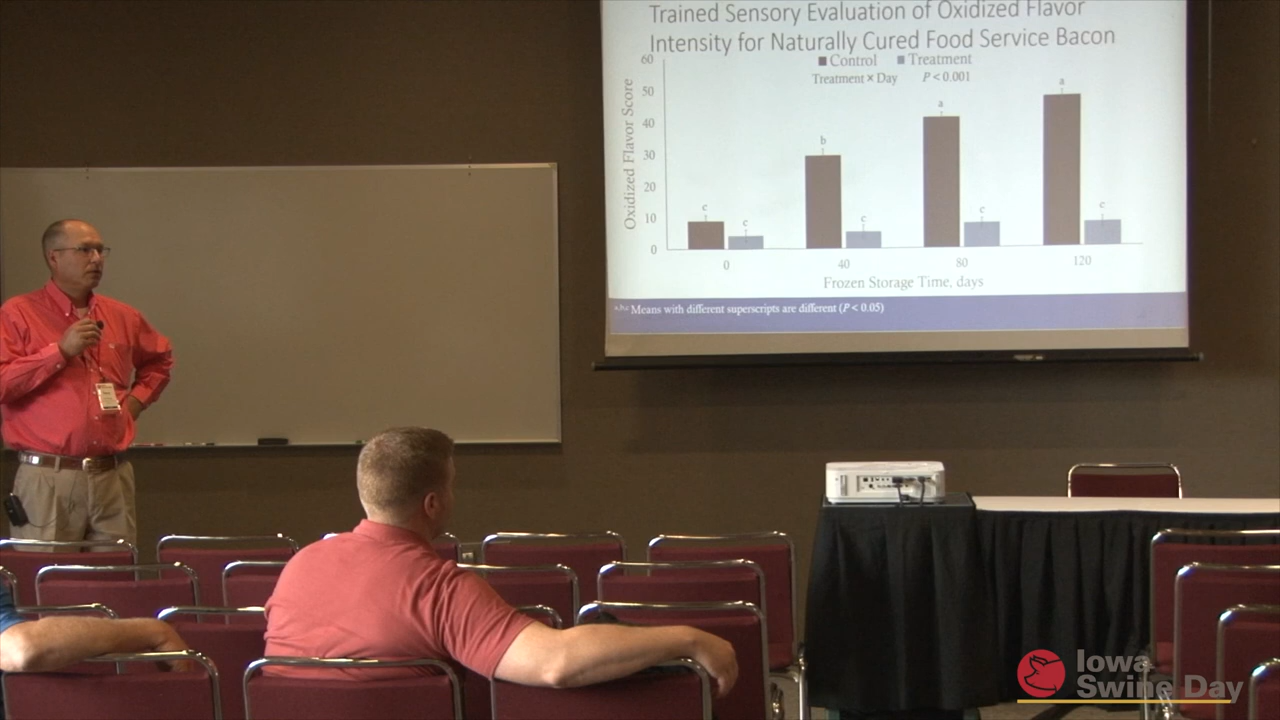 Trained Sensory Evaluation of Oxidized Flavor
Intensity for Naturally Cured Food Service Bacon
Control Treatment
Treatment × Day P < 0.001
Oxidized Flavor Score
60
50
40
30
20
10
0
c
c
b
c
a
c
a
c
0
40
80
120
Frozen Storage Time, days
a,b,c Means with different superscripts are different (P < 0.05)
Iowa
Swine Day